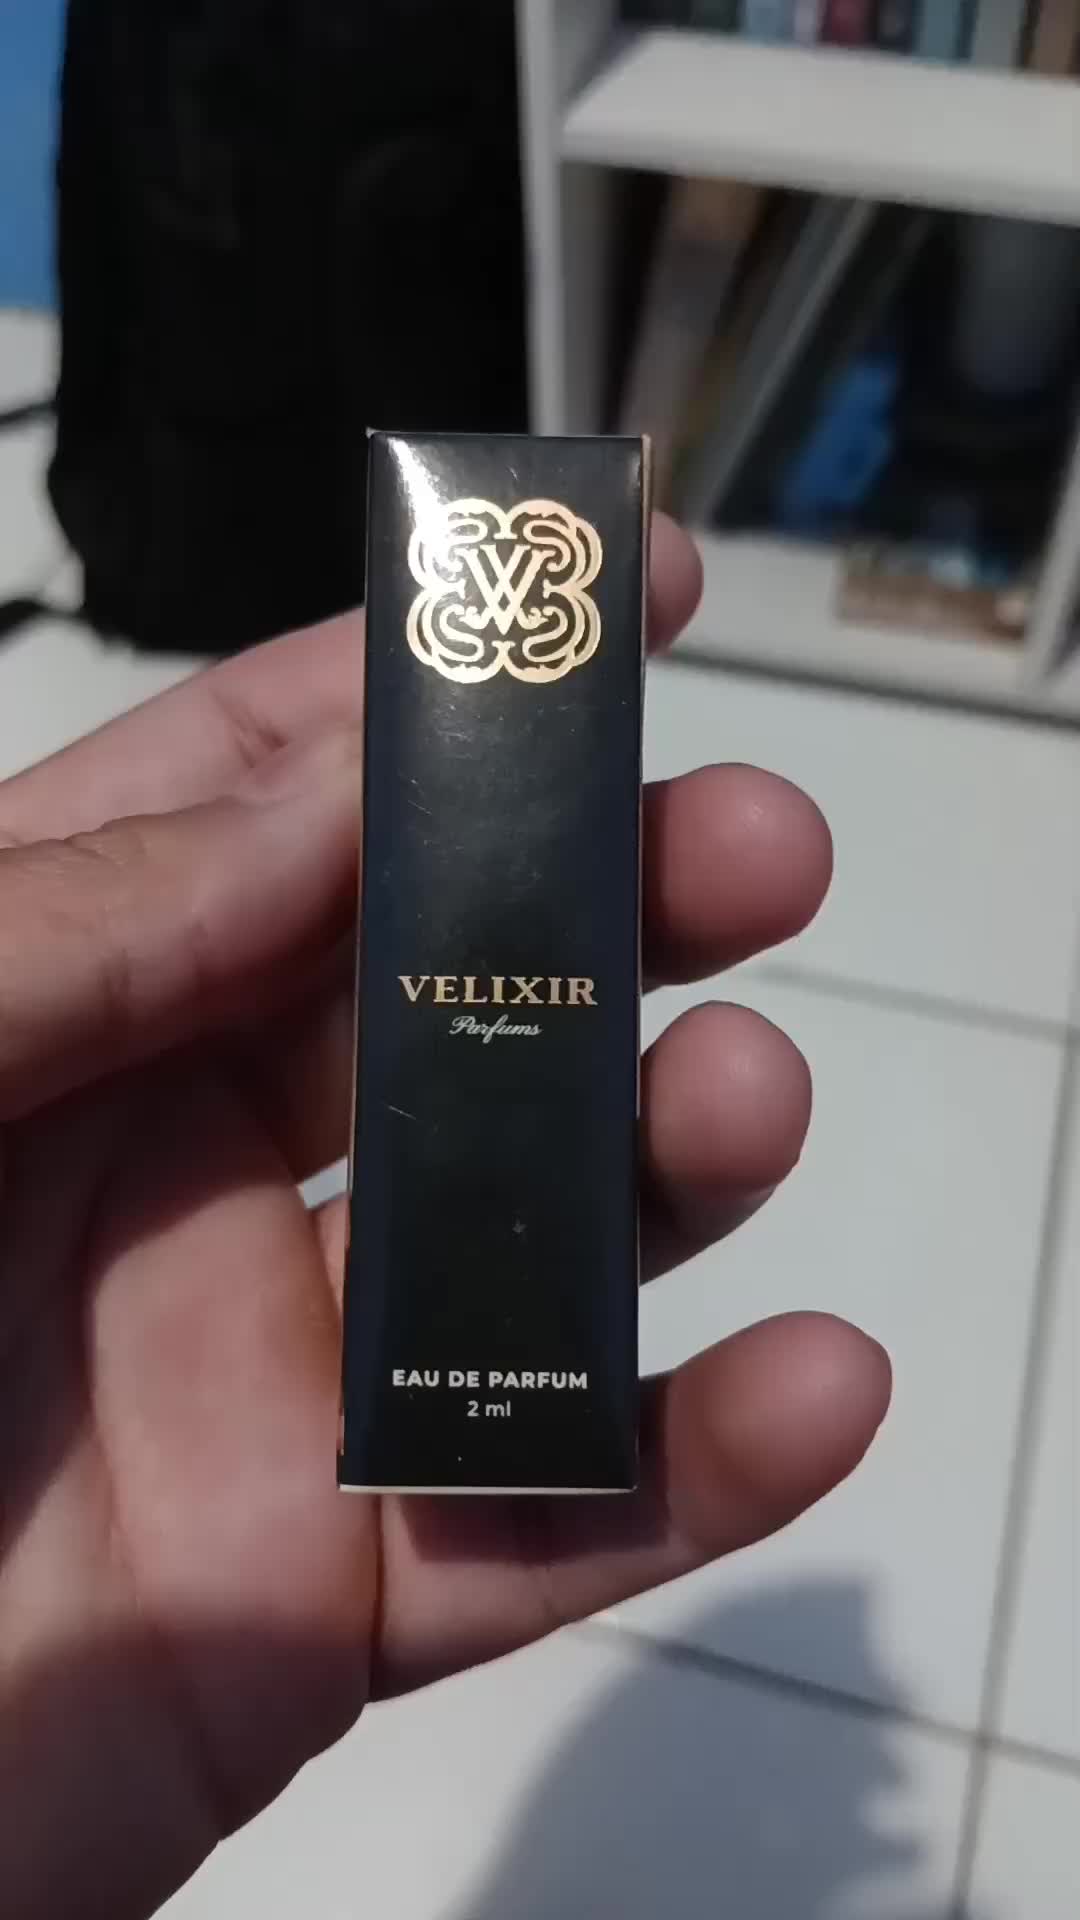 VELIXIR
Parfums
EAU DE PARFUM
2 ml